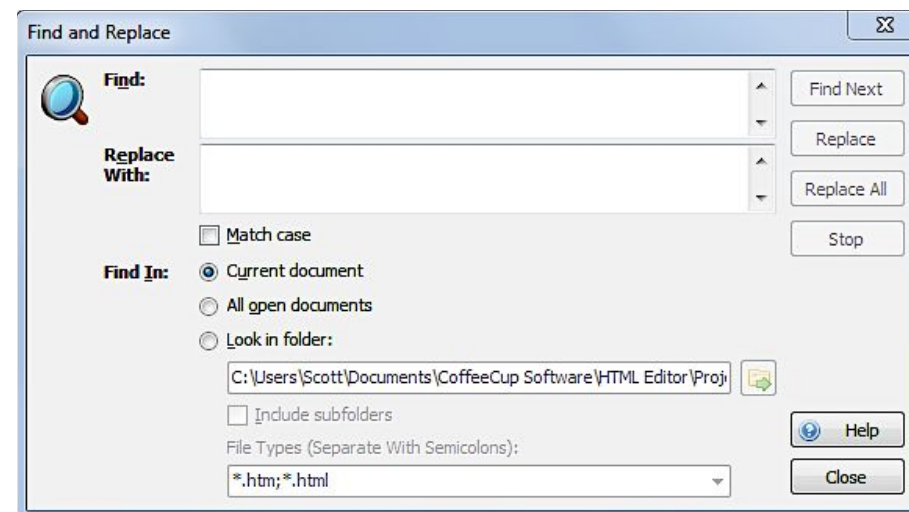 Find and Replace
Find:
Find Next
Replace
Replace With:
Replace All
Match case
Stop
Find In:
Current document
All open documents
Look in folder:
C:\Users\Scott\Documents\CoffeeCup Software\HTML Editor\Proj
Include subfolders
Help
File Types (Separate With Semicolons):
*.htm;*.html
Close